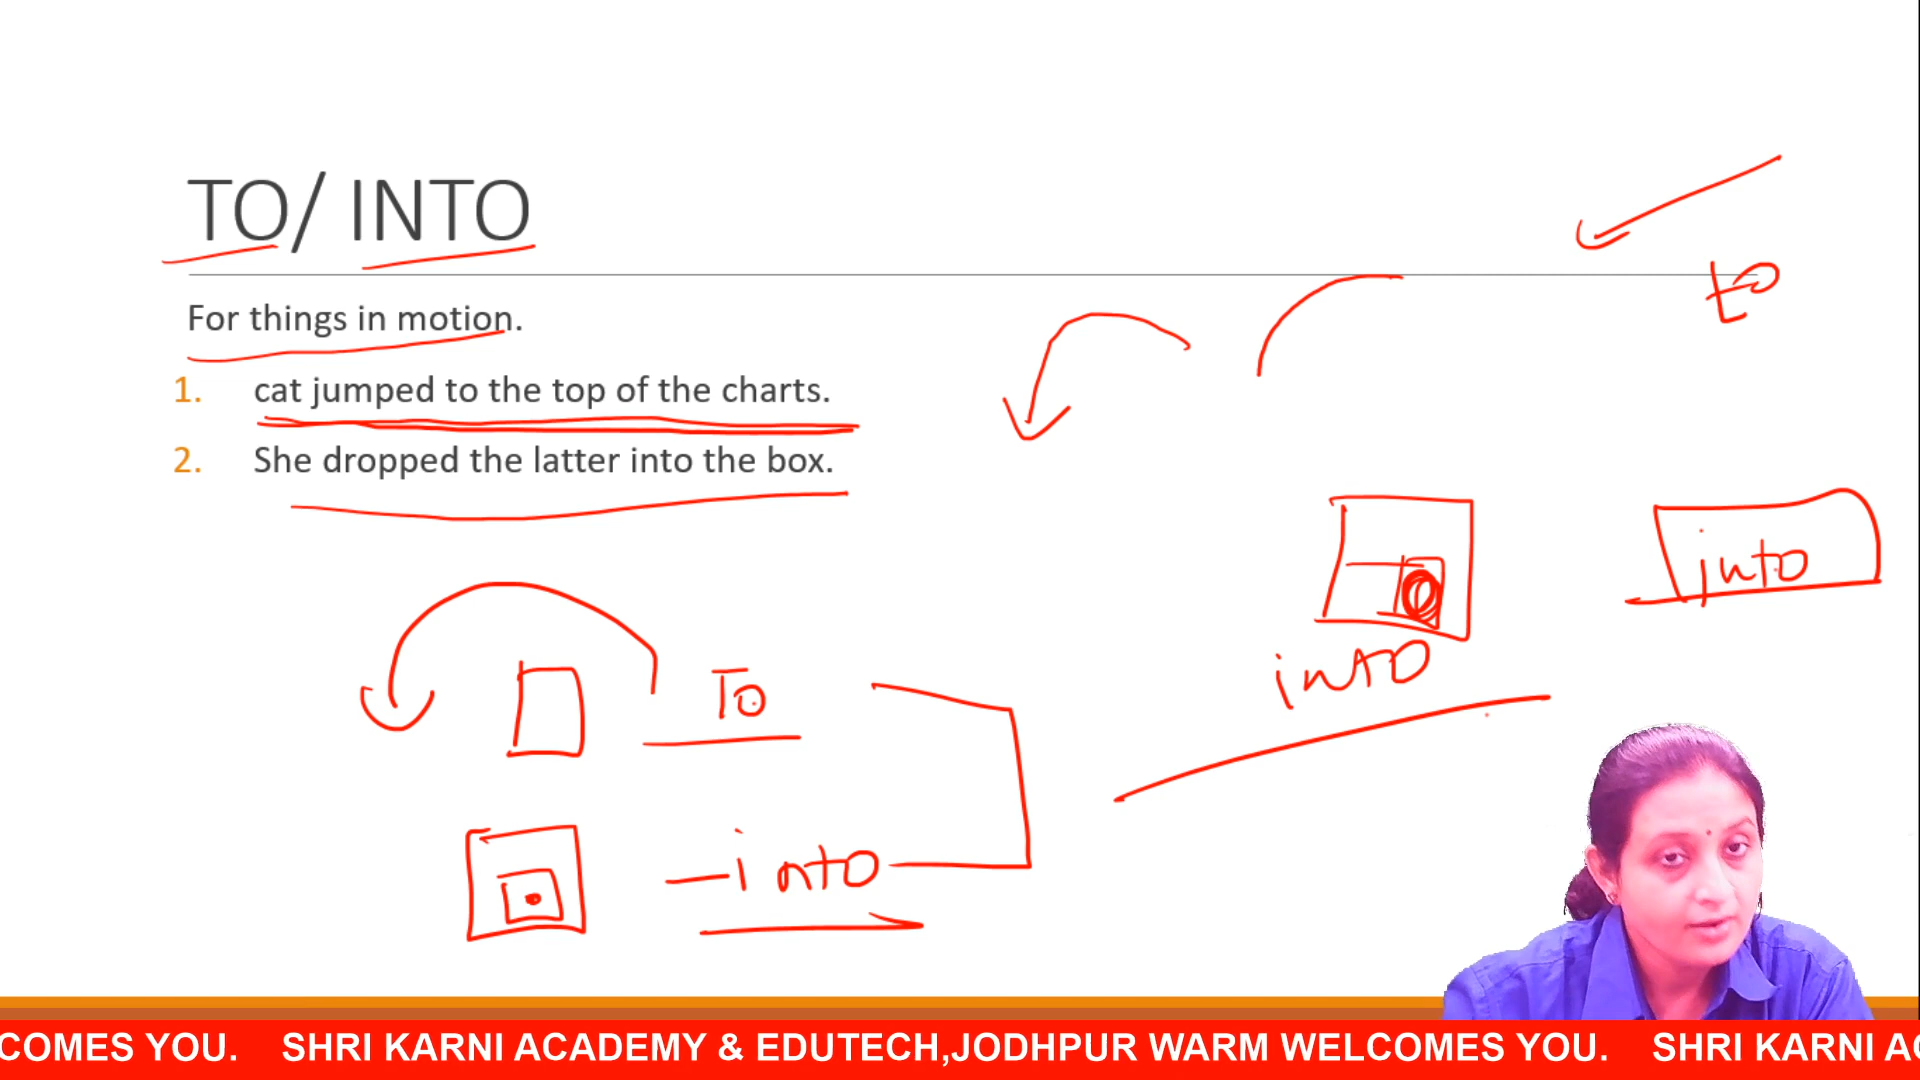 TO/ INTO
to
For things in motion.
1. cat jumped to the top of the charts.
2. She dropped the latter into the box.
into
into
To
into
COMES YOU. SHRI KARNI ACADEMY & EDUTECH,JODHPUR WARM WELCOMES YOU. SHRI KARNI AC